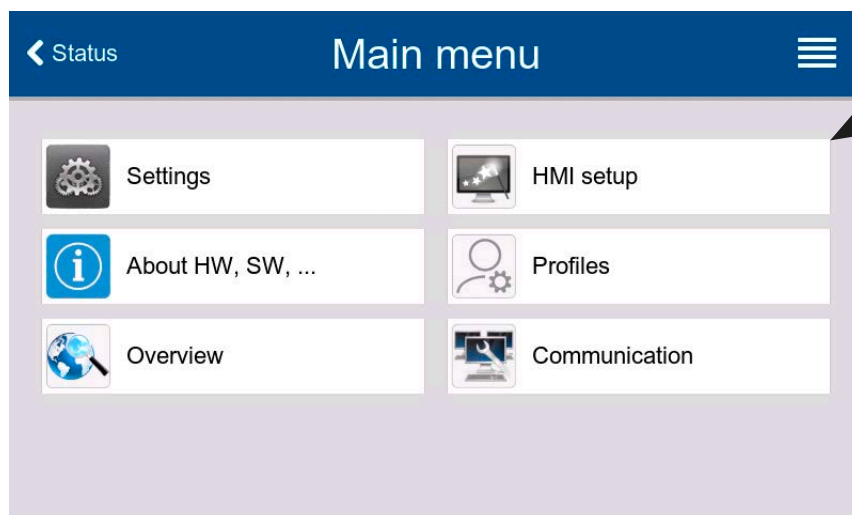 Status
Main menu
Settings
HMI setup
About HW, SW, ...
Profiles
Overview
Communication